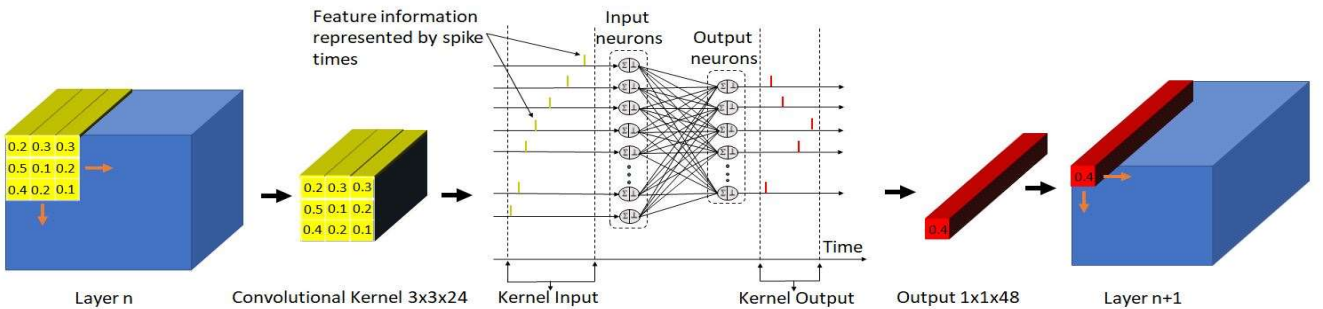 Feature information
represented by spike
times
Input
neurons
Output
neurons
0.2 0.3 0.3
0.5 0.1 0.2
0.4 0.2 0.1
0.2 0.3 0.3
0.5 0.1 0.2
0.4 0.2 0.1
0.4
0.4
Time
Layer n
Convolutional Kernel 3x3x24
Kernel Input
Kernel Output
Output 1x1x48
Layer n+1